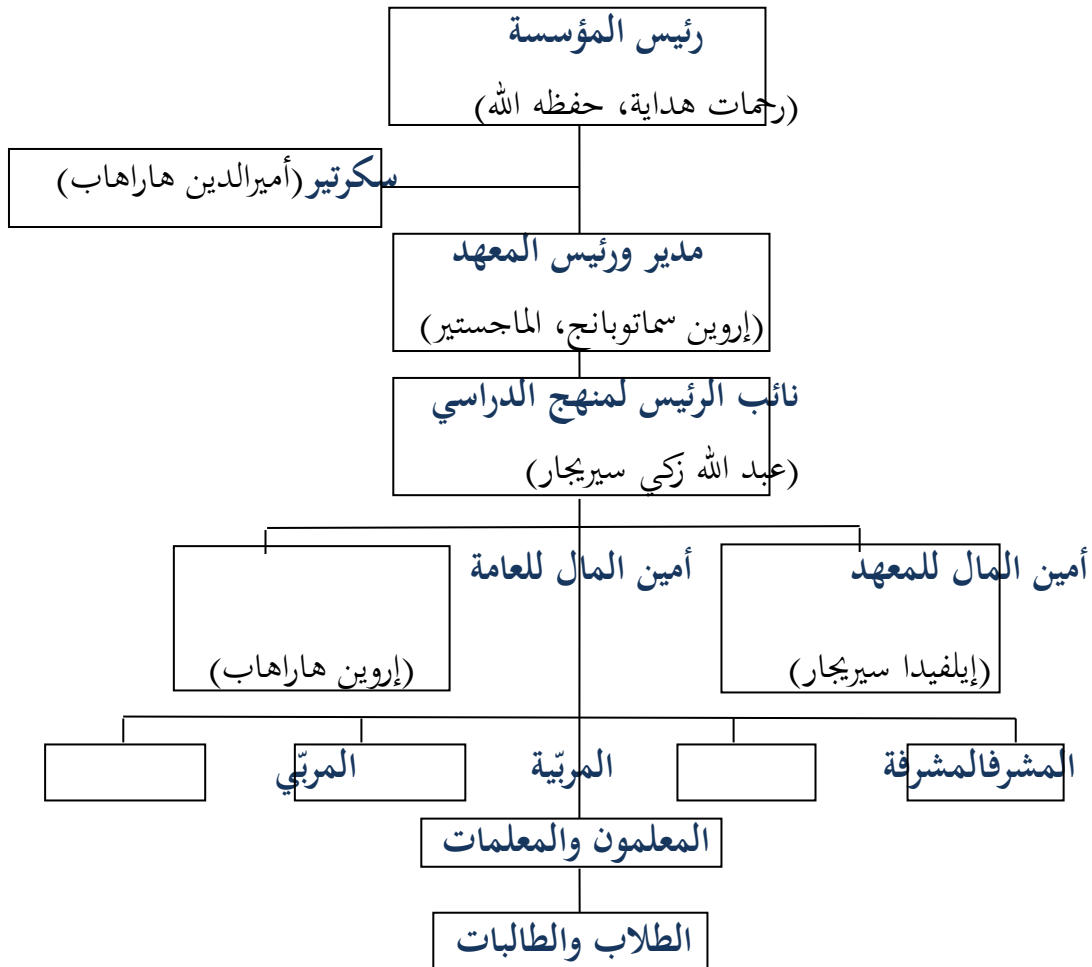 رئيس المؤسسة
(رحمات هداية، حفظه الله)
سكرتير (أميرالدين هاراهاب)
مدير ورئيس المعهد
(إروين سماتوبانج، الماجستير)
نائب الرئيس لمنهج الدراسي
(عبد الله زكي سيريجار)
أمين المال للمعهد
أمين المال للعامة
(إيلفيدا سيريجار)
(إروين هاراهاب)
المشرفالمشرفة
المربّية
المربّي
المعلمون والمعلمات
الطلاب والطالبات